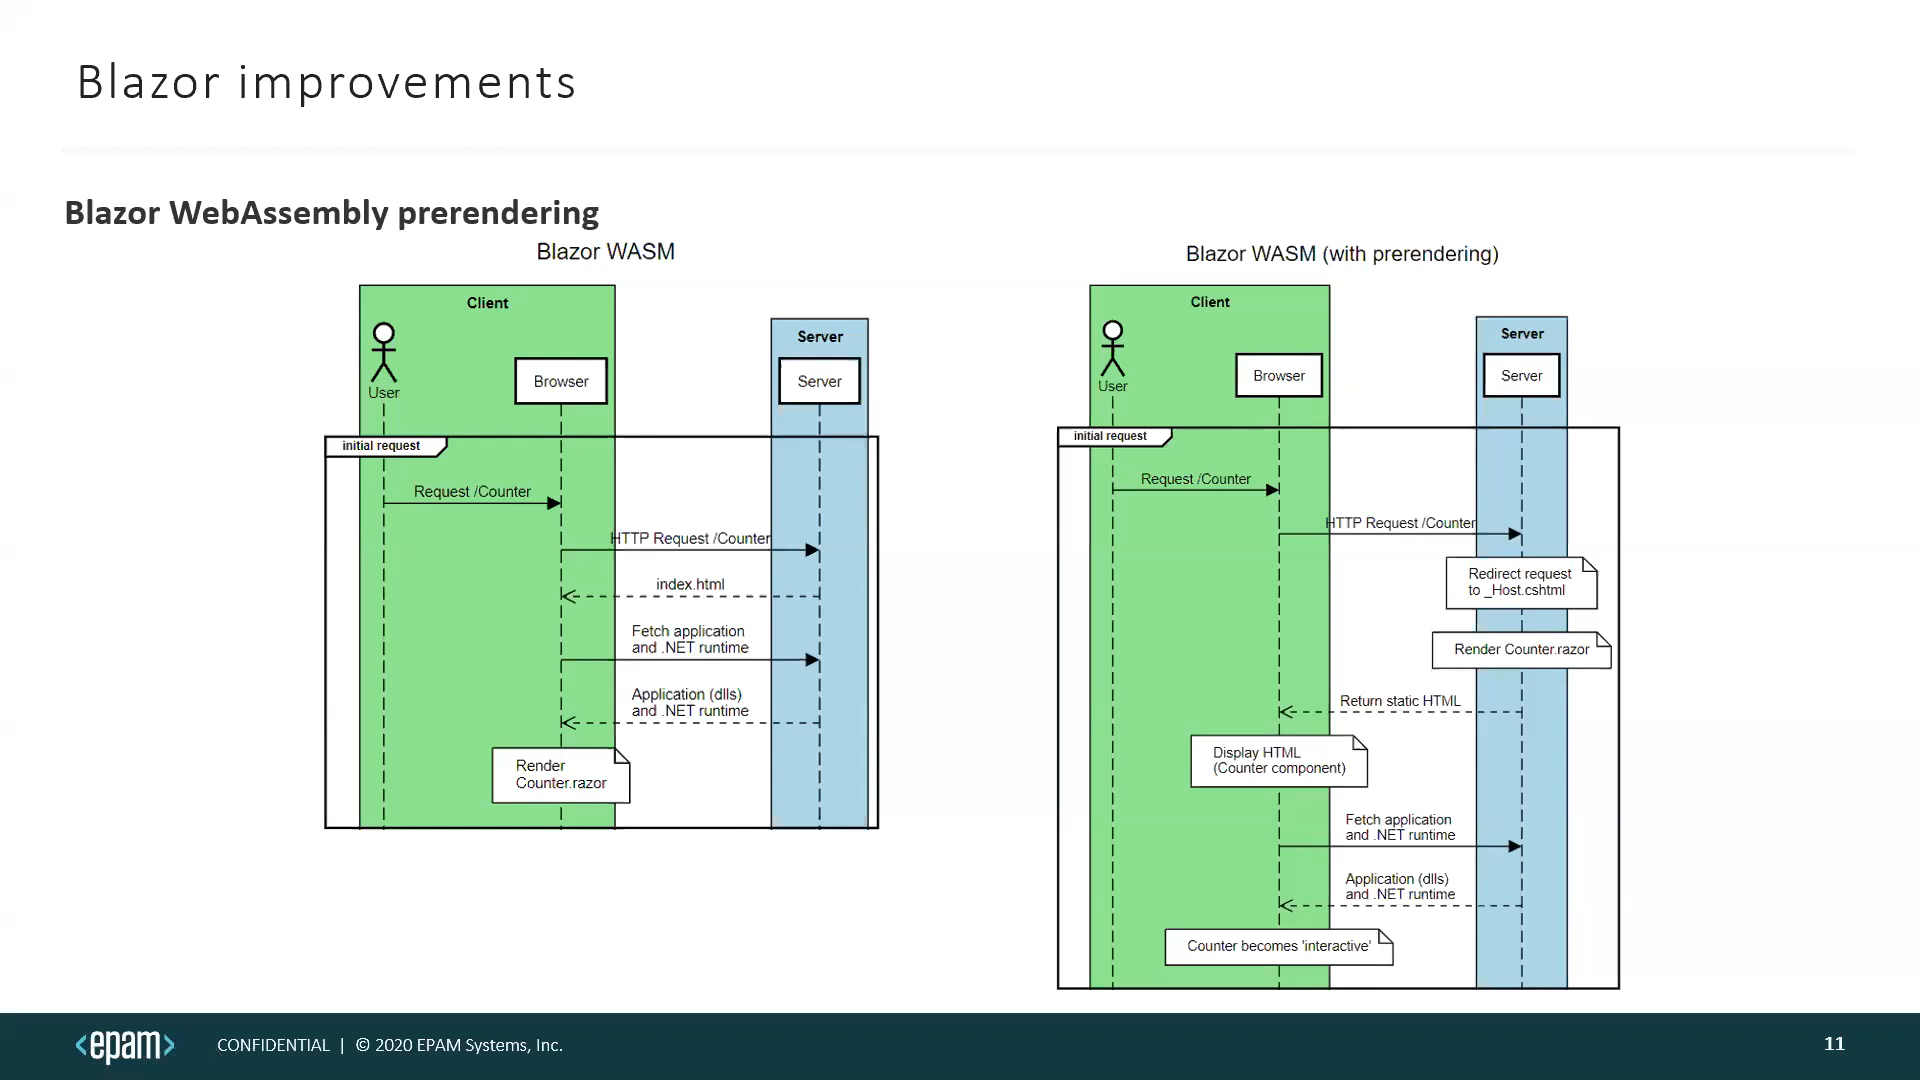 Blazor improvements
Blazor WebAssembly prerendering
Blazor WASM
Client
Server
User
Browser
Server
initial request
Request /Counter
HTTP Request /Counter
index.html
Fetch application
and .NET runtime
Application (dlls)
and .NET runtime
Render
Counter.razor
Blazor WASM (with prerendering)
Client
Server
User
Browser
Server
initial request
Request /Counter
HTTP Request /Counter
Redirect request
to _Host.cshtml
Render Counter.razor
Return static HTML
Display HTML
(Counter component)
Fetch application
and .NET runtime
Application (dlls)
and .NET runtime
Counter becomes 'interactive'
<epam>
CONFIDENTIAL | © 2020 EPAM Systems, Inc.
11